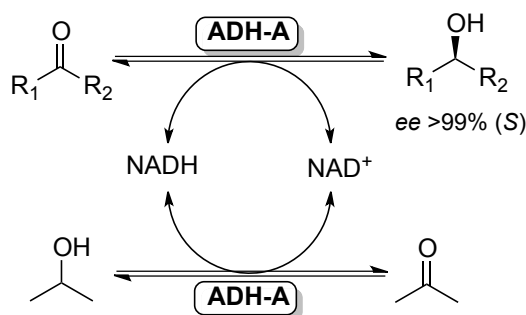 O ADH-A OH
R₁ R₂ R₁ R₂
ee >99% (S)
NADH NAD⁺
OH O
ADH-A